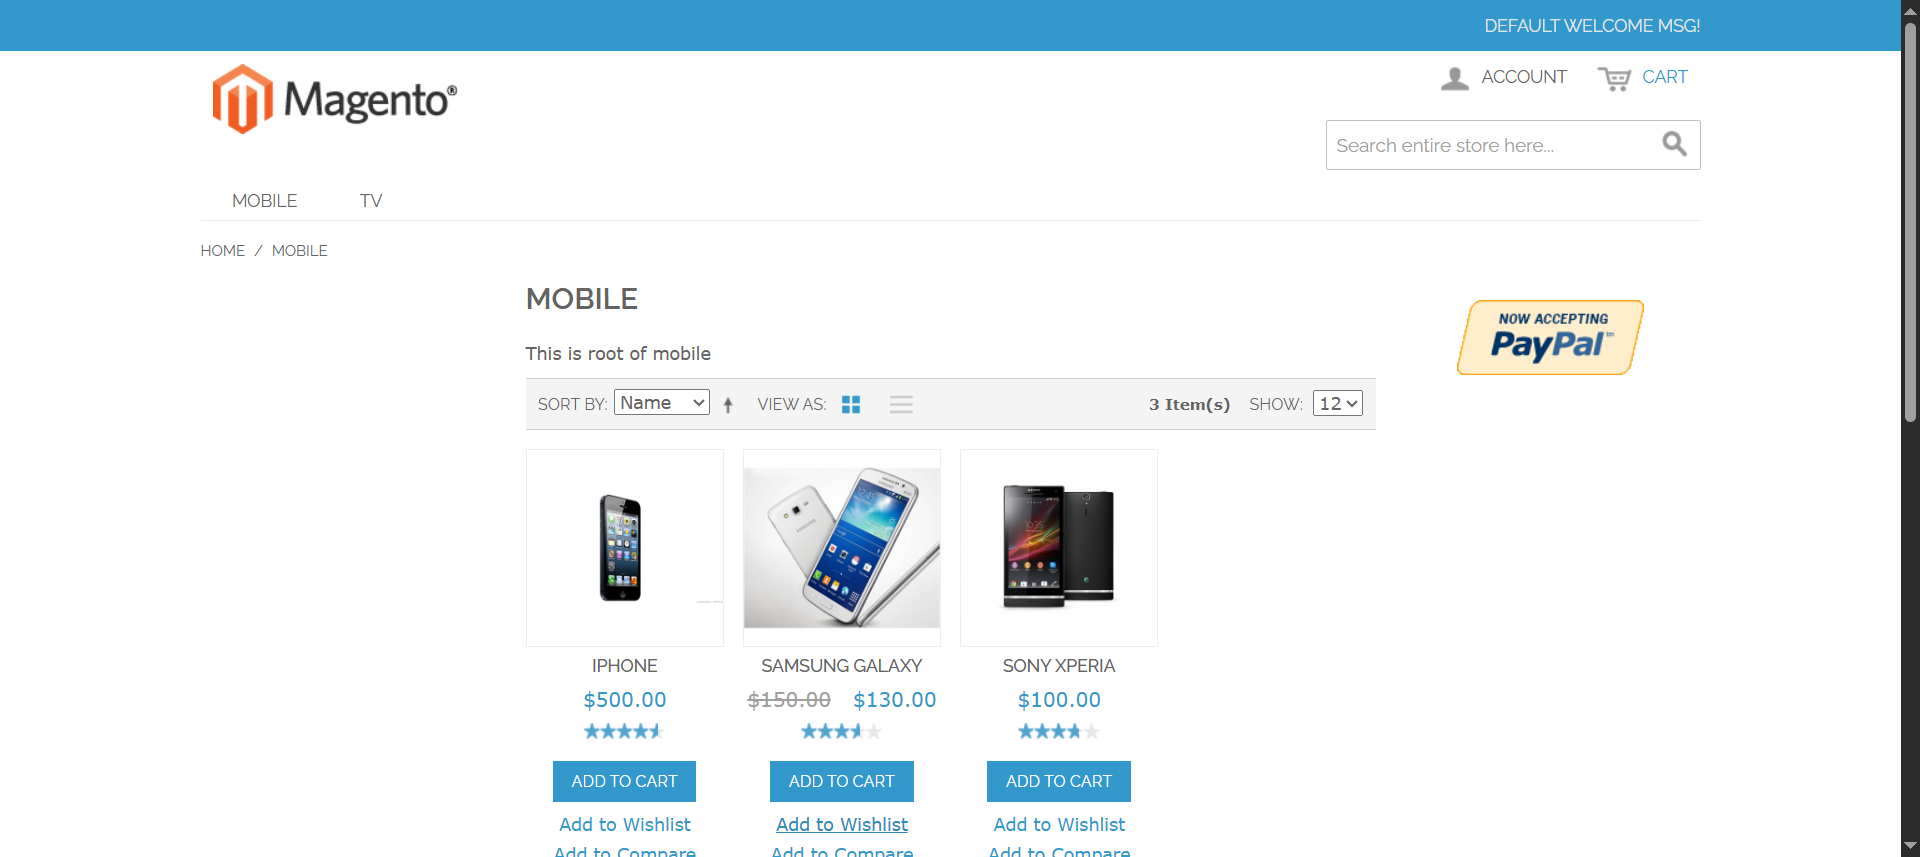 DEFAULT WELCOME MSG!
Magento®
ACCOUNT
CART
Search entire store here...
MOBILE
TV
HOME / MOBILE
MOBILE
NOW ACCEPTING
PayPal
This is root of mobile
SORT BY: Name
VIEW AS:
3 Item(s)
SHOW: 12
IPHONE
SAMSUNG GALAXY
SONY XPERIA
$500.00
$150.00 $130.00
$100.00
ADD TO CART
ADD TO CART
ADD TO CART
Add to Wishlist
Add to Wishlist
Add to Wishlist
Add to Compare
Add to Compare
Add to Compare